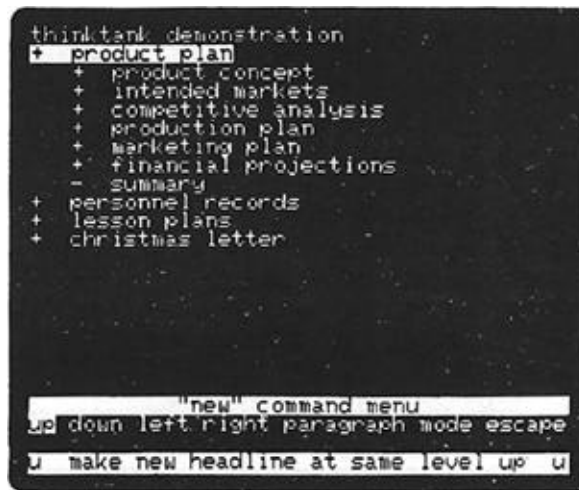 thinktank demonstration
+ product plan
+ product concept
+ intended markets
+ competitive analysis
+ production plan
+ marketing plan
+ financial projections
- summary
+ personnel records
+ lesson plans
+ christmas letter
"new" command menu
up down left right paragraph mode escape
u make new headline at same level up u